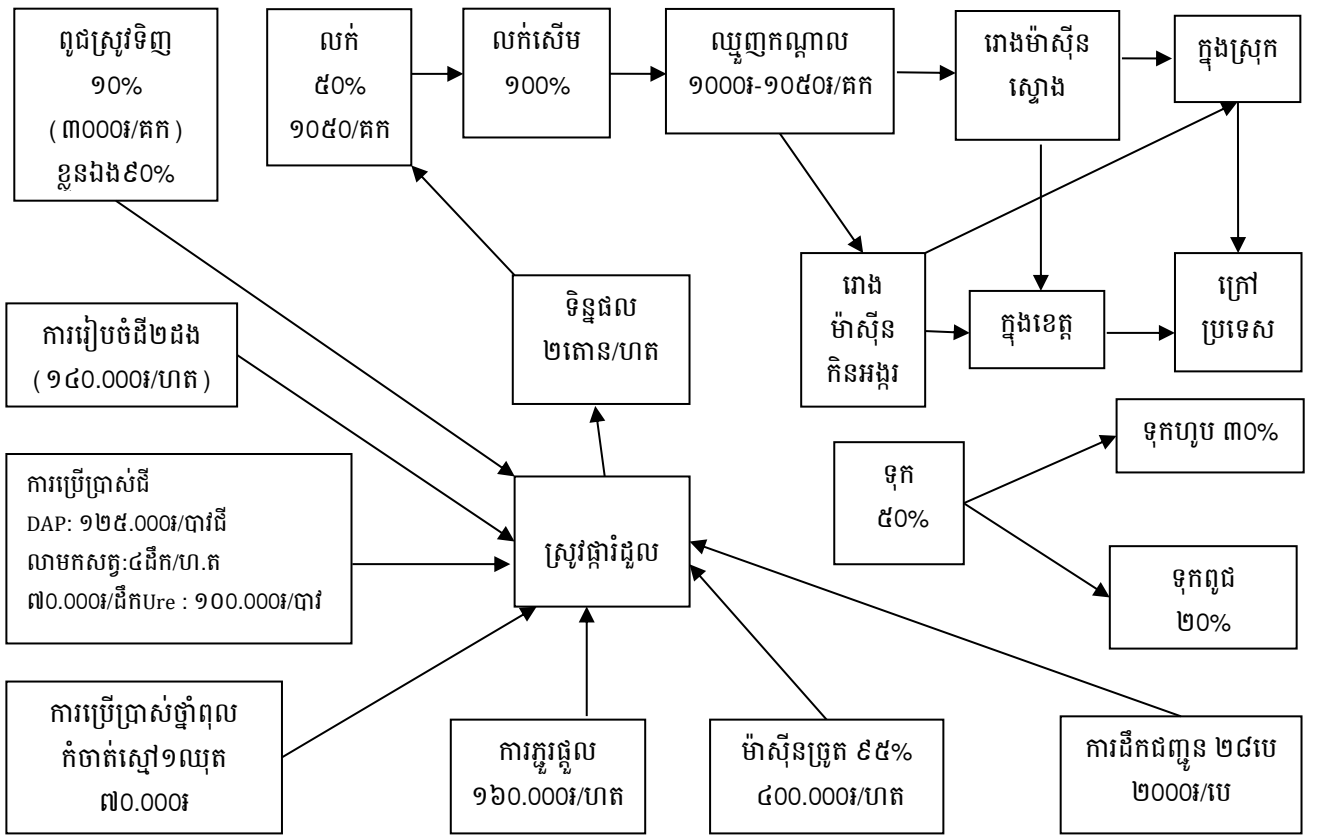 ពូជស្រូវទិញ
១០%
( ៣០០០៛/គក )
ខ្លួនឯង៩០%
លក់
៥០%
១០៥០/គក
លក់សើម
១០០%
ឈ្មួញកណ្តាល
១០០០៛-១០៥០៛/គក
រោងម៉ាស៊ីន
ស្ទោង
ក្នុងស្រុក
រោង
ម៉ាស៊ីន
កិនអង្ករ
ក្នុងខេត្ត
ក្រៅ
ប្រទេស
ទិន្នផល
២តោន/ហត
ការរៀបចំដី២ដង
( ១៤០.០០០៛/ហត )
ការប្រើប្រាស់ជី
DAP: ១២៥.០០០៛/បាវជី
លាមកសត្វ:៤ដឹក/ហ.ត
៧០.០០០៛/ដឹកUre : ១០០.០០០៛/បាវ
ស្រូវផ្ការំដួល
ទុក
៥០%
ទុកហូប ៣០%
ទុកពូជ
២០%
ការប្រើប្រាស់ថ្នាំពុល
កំចាត់ស្មៅ១ឈុត
៧០.០០០៛
ការភ្ជួរផ្តួល
១៦០.០០០៛/ហត
ម៉ាស៊ីនច្រូត ៩៥%
៤០០.០០០៛/ហត
ការដឹកជញ្ជូន ២៨បេ
២០០០៛/បេ